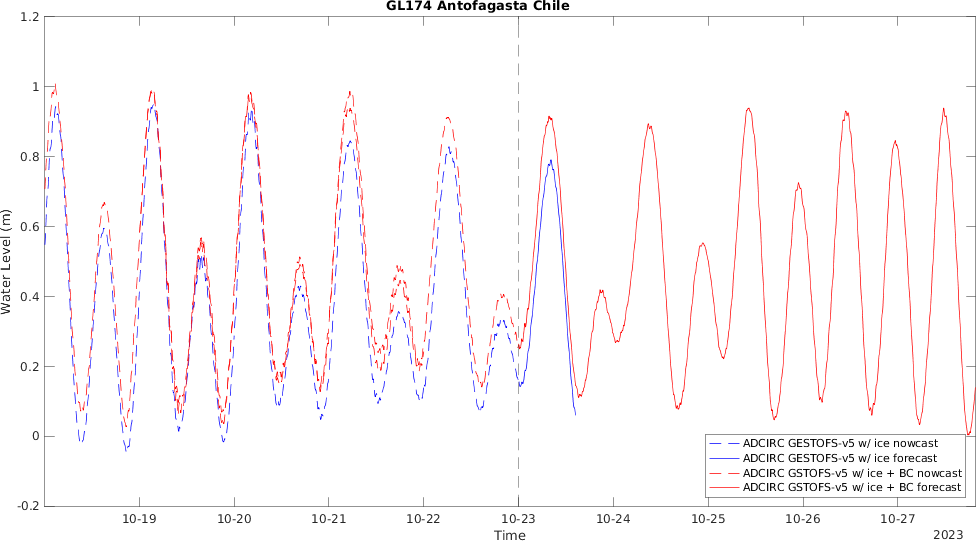 GL174 Antofagasta Chile
1.2
1
0.8
0.6
0.4
0.2
0
-0.2
Water Level (m)
10-19
10-20
10-21
10-22
10-23
10-24
10-25
10-26
10-27
Time
2023
ADCIRC GESTOFS-v5 w/ ice nowcast
ADCIRC GESTOFS-v5 w/ ice forecast
ADCIRC GSTOFS-v5 w/ ice + BC nowcast
ADCIRC GSTOFS-v5 w/ ice + BC forecast